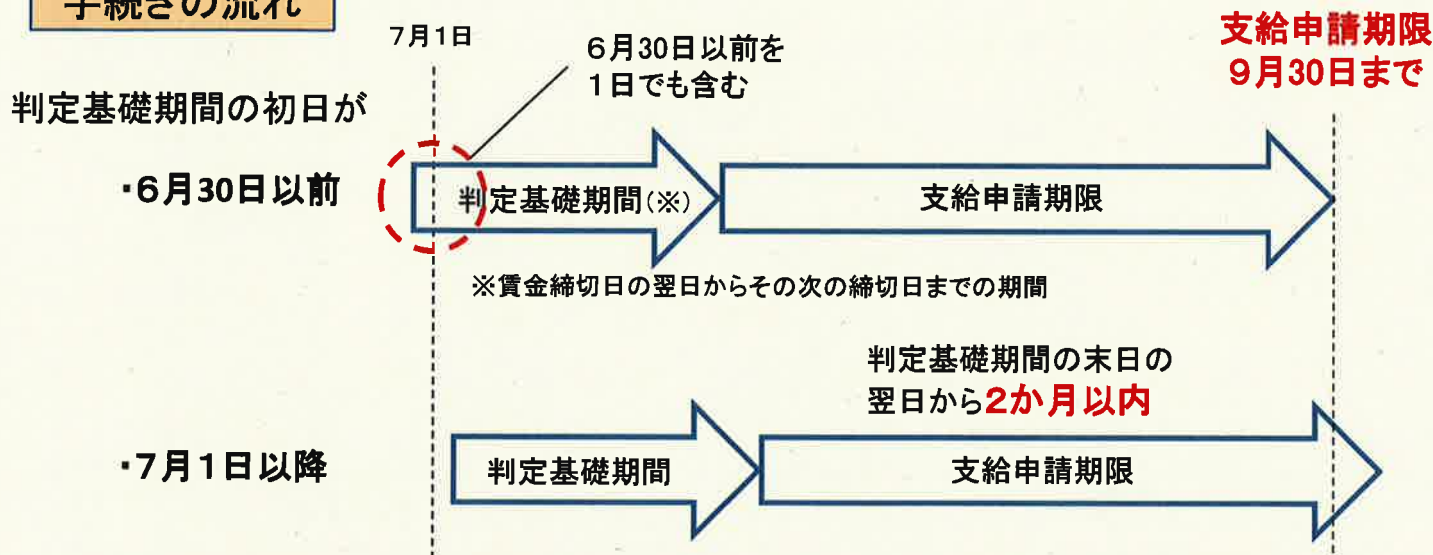 手続きの流れ
7月1日
6月30日以前を
1日でも含む
支給申請期限
9月30日まで
判定基礎期間の初日が
・6月30日以前
判定基礎期間(※)
支給申請期限
※賃金締切日の翌日からその次の締切日までの期間
判定基礎期間の末日の
翌日から2か月以内
・7月1日以降
判定基礎期間
支給申請期限